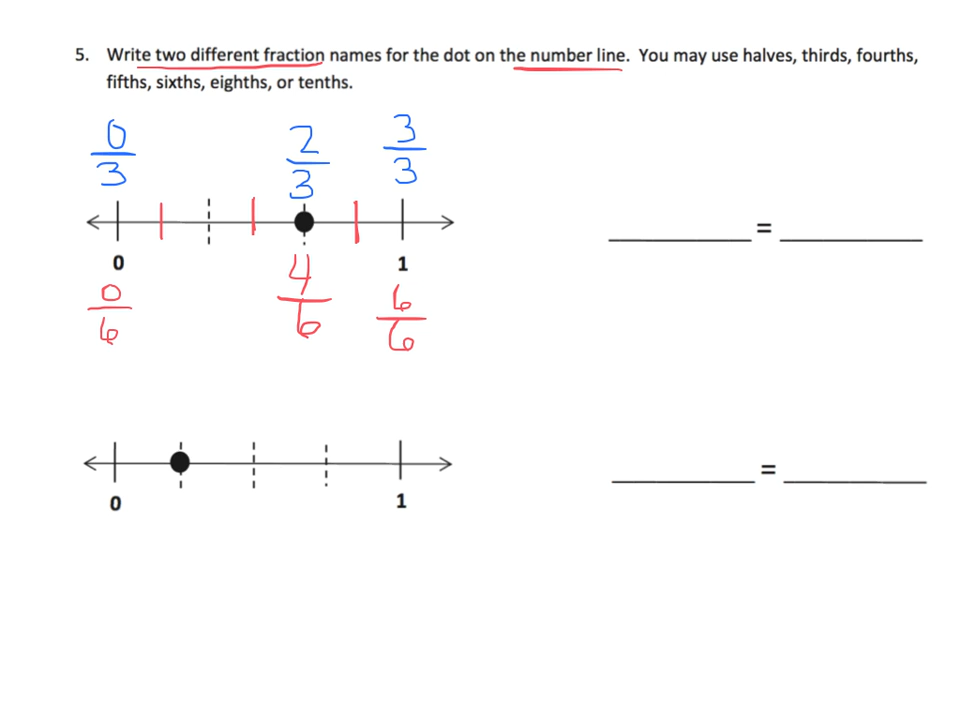 5. Write two different fraction names for the dot on the number line. You may use halves, thirds, fourths,
fifths, sixths, eighths, or tenths.
0/3 2/3 3/3
0 1
0/6 4/6 6/6
=
0 1
=